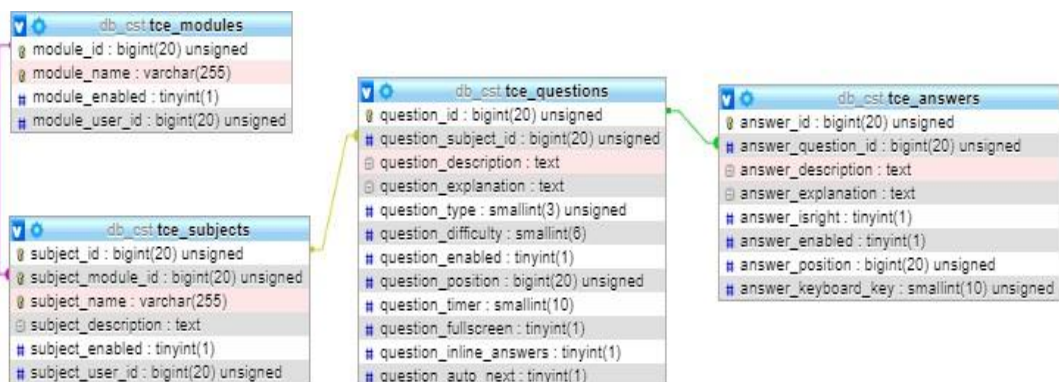 db_cst tce_modules
module_id : bigint(20) unsigned
module_name : varchar(255)
module_enabled : tinyint(1)
module_user_id : bigint(20) unsigned
db_cst tce_subjects
subject_id : bigint(20) unsigned
subject_module_id : bigint(20) unsigned
subject_name : varchar(255)
subject_description : text
subject_enabled : tinyint(1)
subject_user_id : bigint(20) unsigned
db_cst tce_questions
question_id : bigint(20) unsigned
question_subject_id : bigint(20) unsigned
question_description : text
question_explanation : text
question_type : smallint(3) unsigned
question_difficulty : smallint(6)
question_enabled : tinyint(1)
question_position : bigint(20) unsigned
question_timer : smallint(10)
question_fullscreen : tinyint(1)
question_inline_answers : tinyint(1)
question_auto_next : tinyint(1)
db_cst tce_answers
answer_id : bigint(20) unsigned
answer_question_id : bigint(20) unsigned
answer_description : text
answer_explanation : text
answer_isright : tinyint(1)
answer_enabled : tinyint(1)
answer_position : bigint(20) unsigned
answer_keyboard_key : smallint(10) unsigned